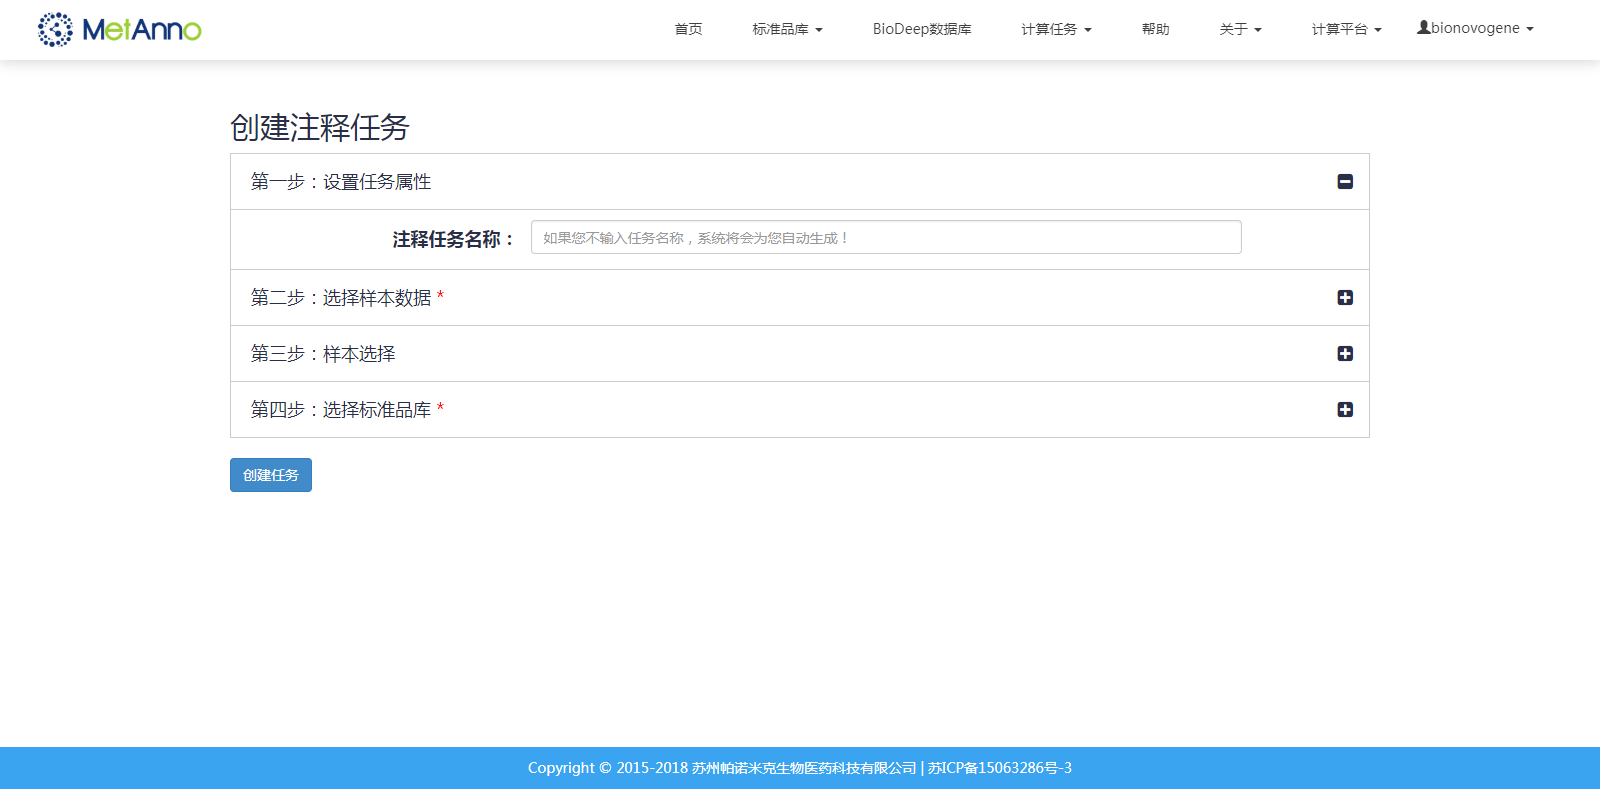 MetAnno
首页 标准品库 BioDeep数据库 计算任务 帮助 关于 计算平台 bionovogene
创建注释任务
第一步：设置任务属性
注释任务名称： 如果您不输入任务名称，系统将会为您自动生成！
第二步：选择样本数据 *
第三步：样本选择
第四步：选择标准品库 *
创建任务
Copyright © 2015-2018 苏州帕诺米克生物医药科技有限公司 | 苏ICP备15063286号-3